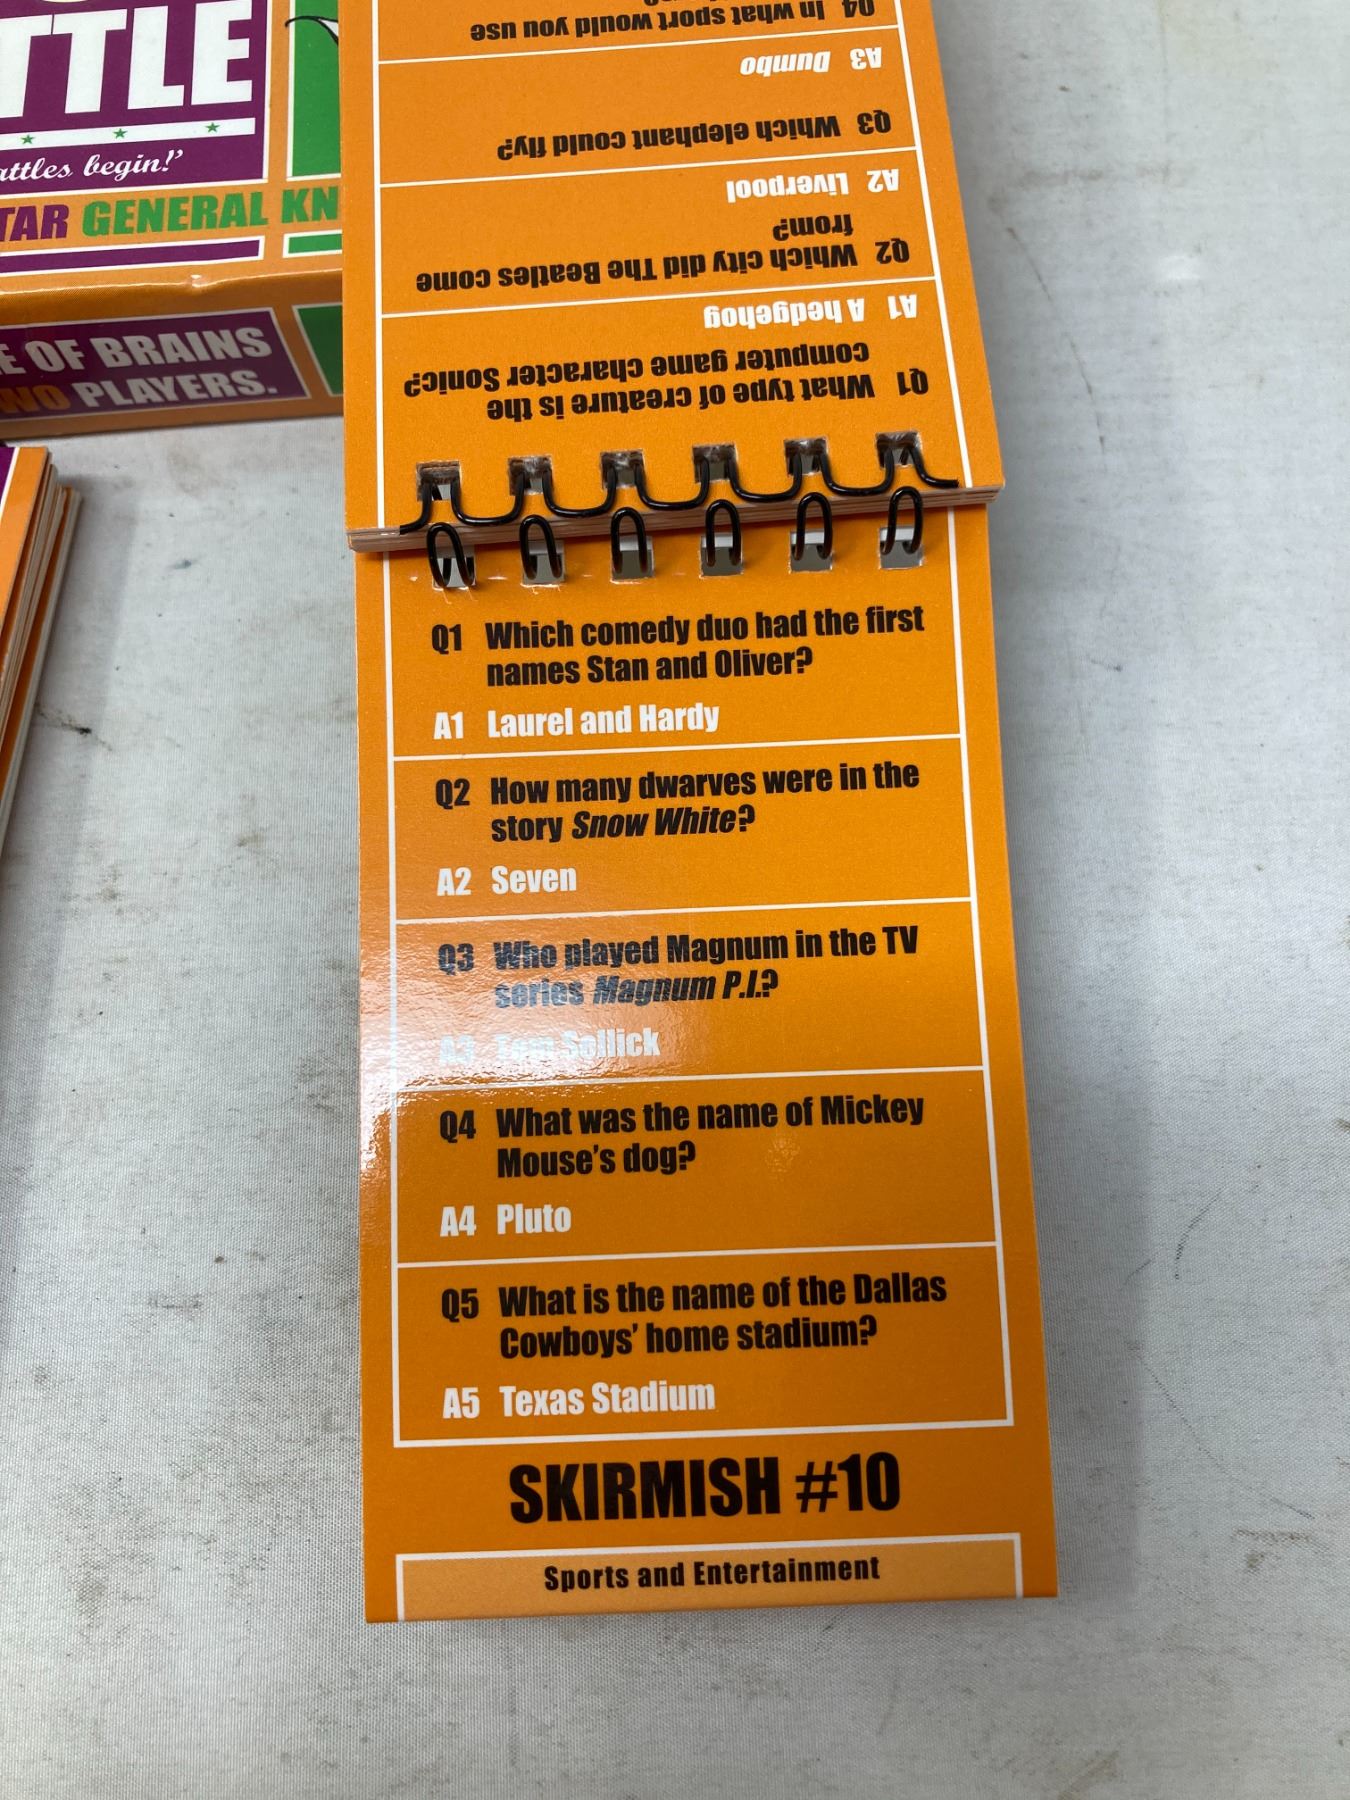 TTLE
attles begin!'
TAR GENERAL KN
E OF BRAINS
WO PLAYERS.
Q4 In what sport would you use
A3 Dumbo
Q3 Which elephant could fly?
A2 Liverpool
Q2 Which city did The Beatles come
from?
A1 A hedgehog
Q1 What type of creature is the
computer game character Sonic?
Q1 Which comedy duo had the first
names Stan and Oliver?
A1 Laurel and Hardy
Q2 How many dwarves were in the
story Snow White?
A2 Seven
Q3 Who played Magnum in the TV
series Magnum P.I.?
A3 Tom Sellick
Q4 What was the name of Mickey
Mouse's dog?
A4 Pluto
Q5 What is the name of the Dallas
Cowboys' home stadium?
A5 Texas Stadium
SKIRMISH #10
Sports and Entertainment